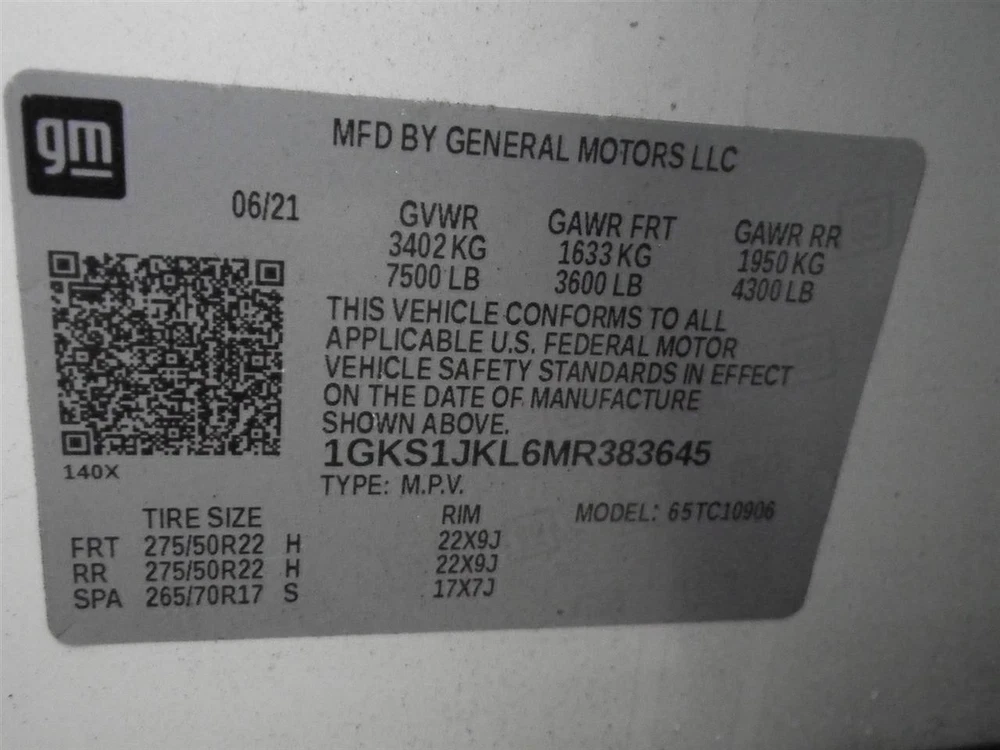 gm
MFD BY GENERAL MOTORS LLC
06/21
GVWR GAWR FRT GAWR RR
3402 KG 1633 KG 1950 KG
7500 LB 3600 LB 4300 LB
THIS VEHICLE CONFORMS TO ALL
APPLICABLE U.S. FEDERAL MOTOR
VEHICLE SAFETY STANDARDS IN EFFECT
ON THE DATE OF MANUFACTURE
SHOWN ABOVE.
1GKS1JKL6MR383645
140X
TYPE: M.P.V.
TIRE SIZE RIM MODEL: 65TC10906
FRT 275/50R22 H 22X9J
RR 275/50R22 H 22X9J
SPA 265/70R17 S 17X7J